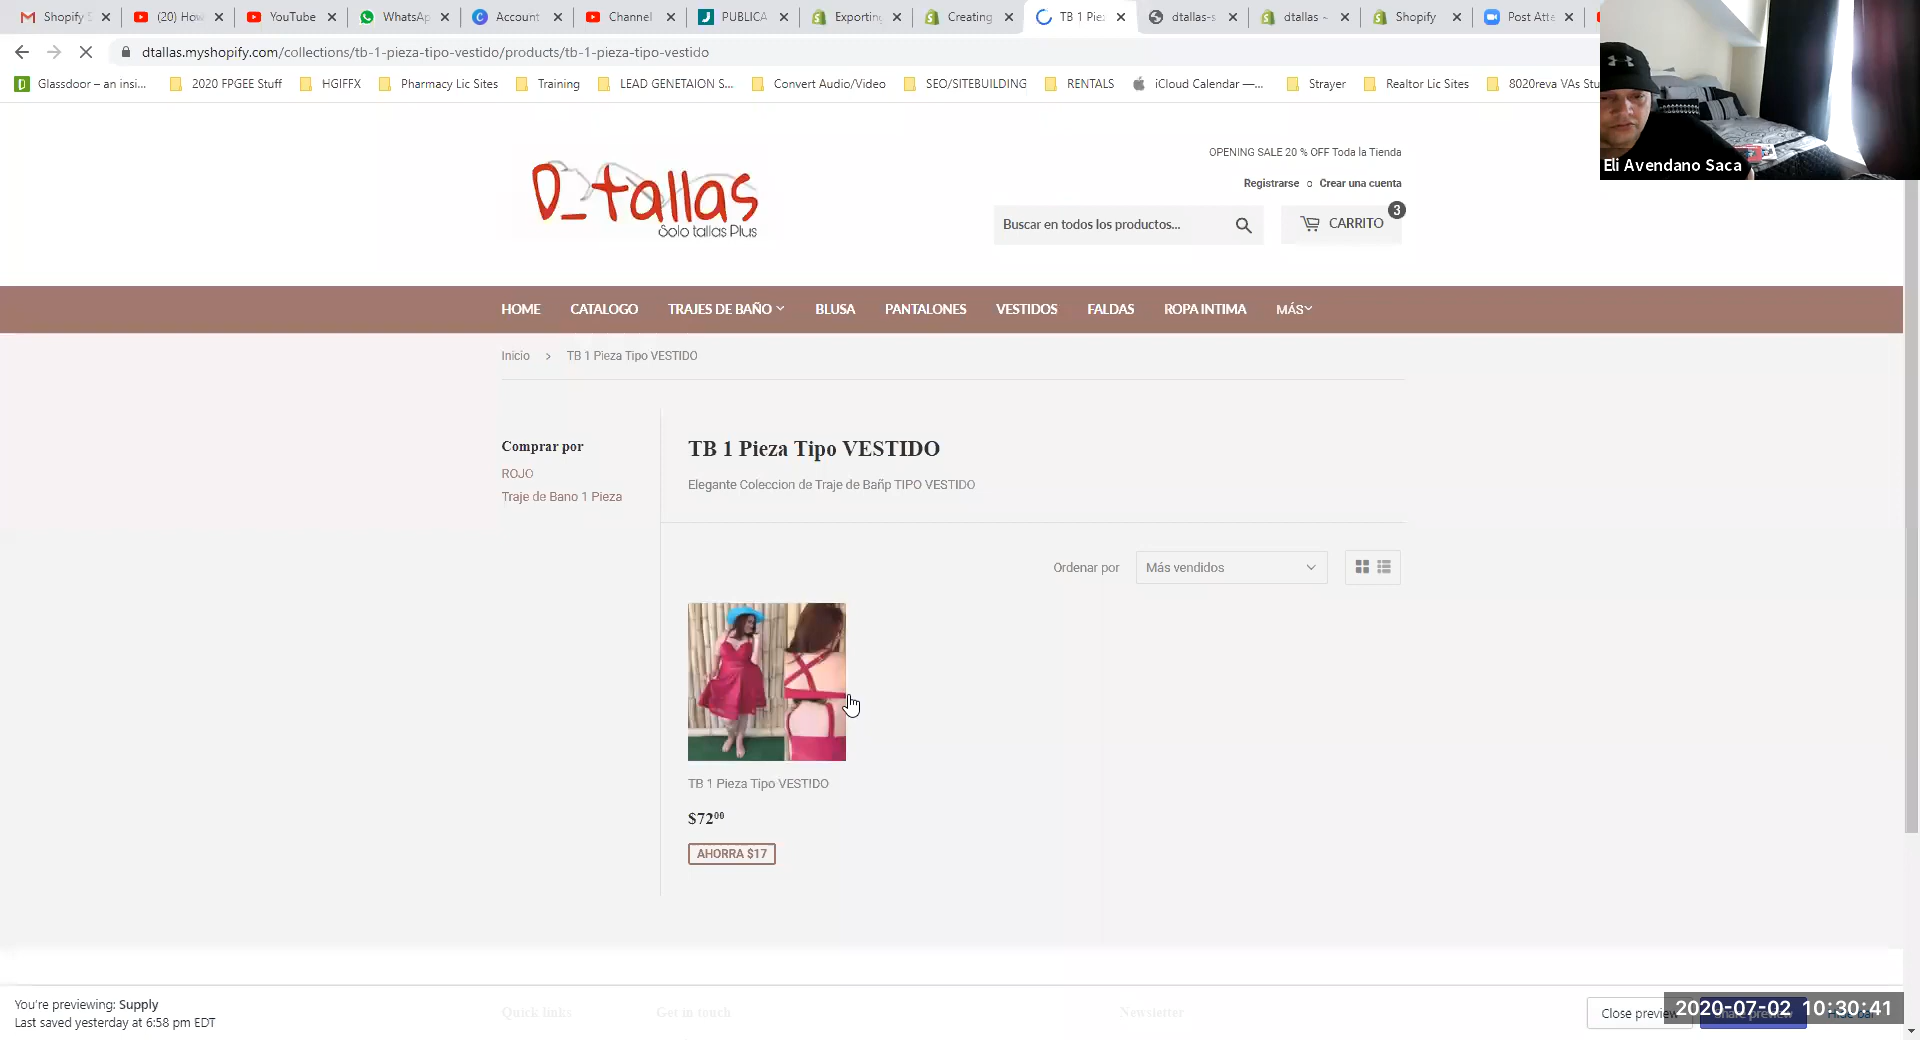 Shopify S
(20) How
YouTube
WhatsAp
Account
Channel
PUBLICA
Exporting
Creating
TB 1 Pie
dtallas-s
dtallas ~
Shopify
Post Atte
dtallas.myshopify.com/collections/tb-1-pieza-tipo-vestido/products/tb-1-pieza-tipo-vestido
Glassdoor – an insi...
2020 FPGEE Stuff
HGIFFX
Pharmacy Lic Sites
Training
LEAD GENETAION S...
Convert Audio/Video
SEO/SITEBUILDING
RENTALS
iCloud Calendar —...
Strayer
Realtor Lic Sites
8020reva VAs Stu
Eli Avendano Saca
D_tallas
Solo tallas Plus
OPENING SALE 20 % OFF Toda la Tienda
Registrarse o Crear una cuenta
Buscar en todos los productos...
CARRITO 3
HOME CATALOGO TRAJES DE BAÑO BLUSA PANTALONES VESTIDOS FALDAS ROPA INTIMA MÁS
Inicio › TB 1 Pieza Tipo VESTIDO
Comprar por
ROJO
Traje de Bano 1 Pieza
TB 1 Pieza Tipo VESTIDO
Elegante Coleccion de Traje de Bañp TIPO VESTIDO
Ordenar por Más vendidos
TB 1 Pieza Tipo VESTIDO
$72⁰⁰
AHORRA $17
You're previewing: Supply
Last saved yesterday at 6:58 pm EDT
Quick links
Get in touch
Newsletter
Close preview
2020-07-02 10:30:41